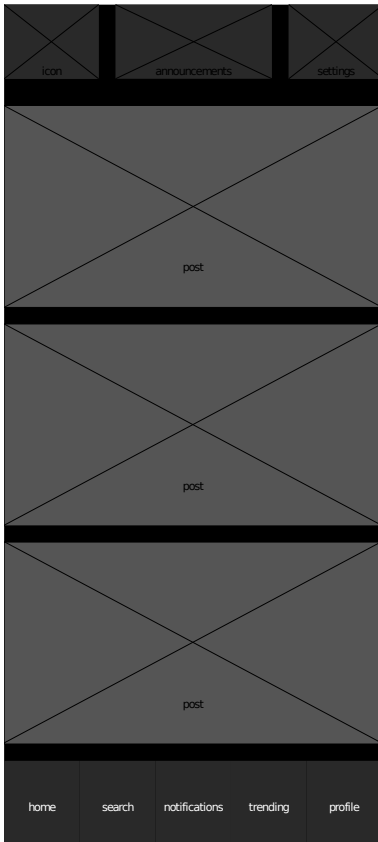 icon announcements settings
post
post
post
home search notifications trending profile